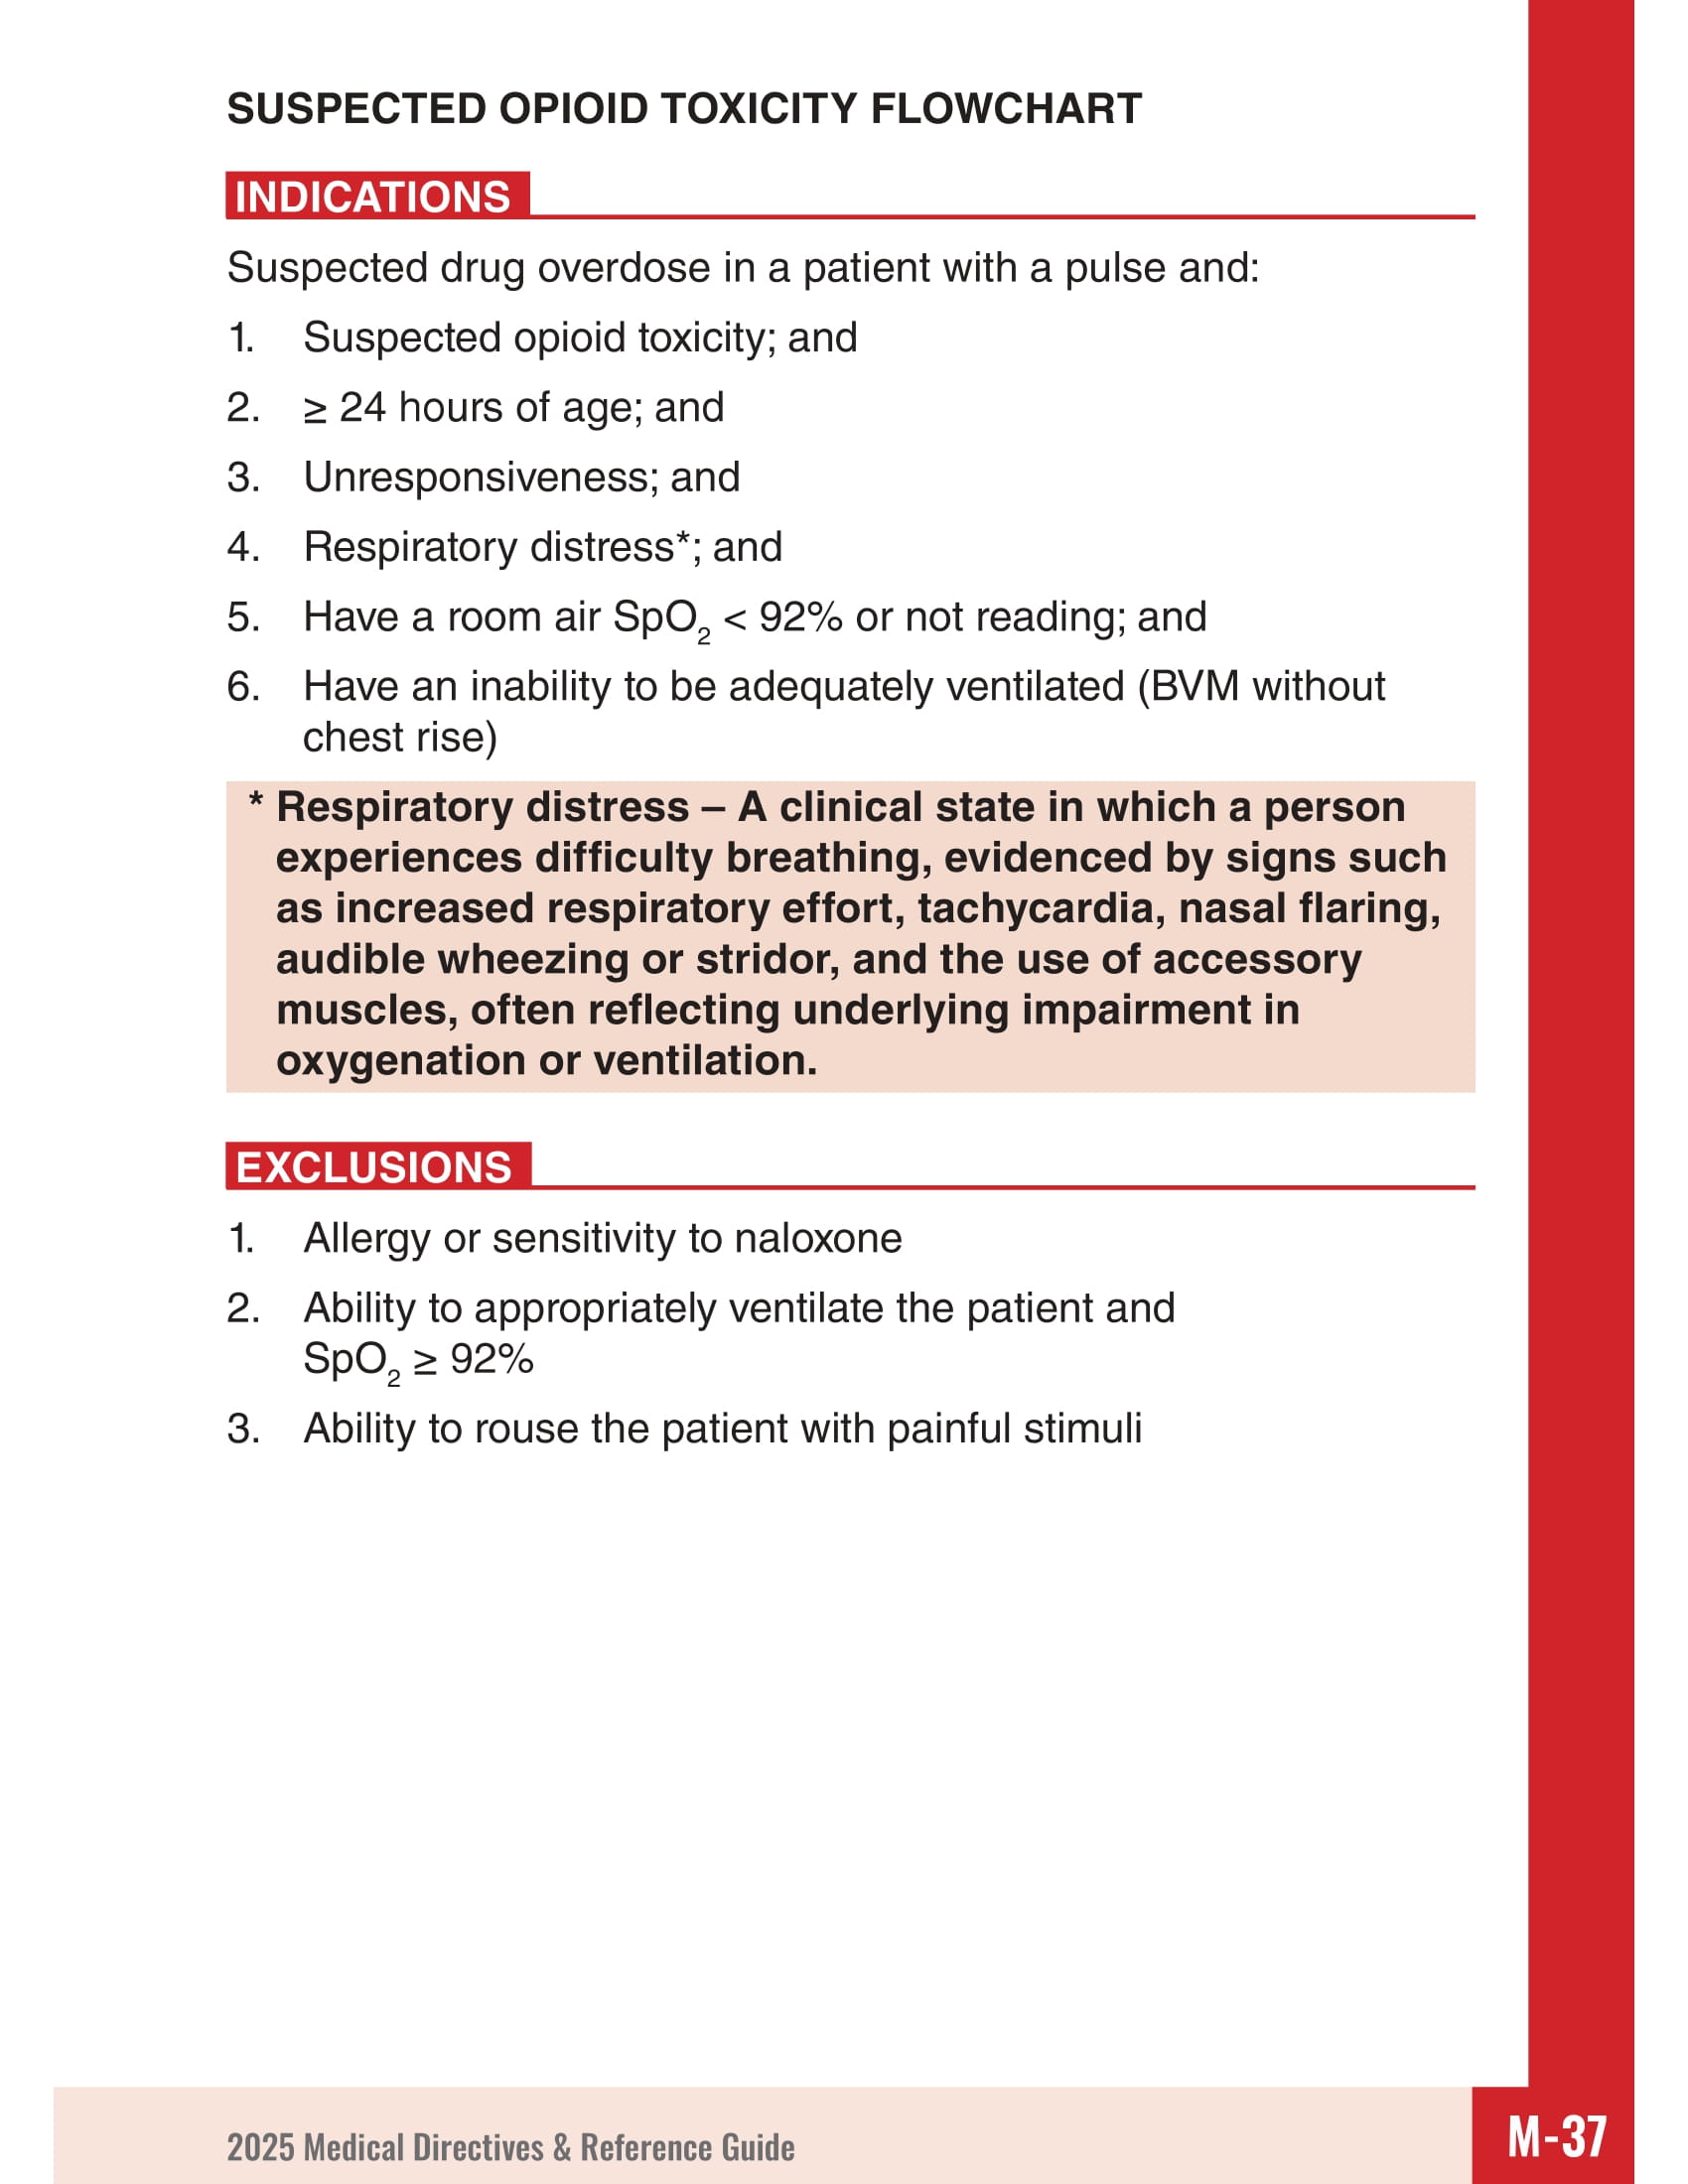 SUSPECTED OPIOID TOXICITY FLOWCHART
INDICATIONS
Suspected drug overdose in a patient with a pulse and:
1. Suspected opioid toxicity; and
2. ≥ 24 hours of age; and
3. Unresponsiveness; and
4. Respiratory distress*; and
5. Have a room air SpO₂ < 92% or not reading; and
6. Have an inability to be adequately ventilated (BVM without
chest rise)
* Respiratory distress – A clinical state in which a person
experiences difficulty breathing, evidenced by signs such
as increased respiratory effort, tachycardia, nasal flaring,
audible wheezing or stridor, and the use of accessory
muscles, often reflecting underlying impairment in
oxygenation or ventilation.
EXCLUSIONS
1. Allergy or sensitivity to naloxone
2. Ability to appropriately ventilate the patient and
SpO₂ ≥ 92%
3. Ability to rouse the patient with painful stimuli
2025 Medical Directives & Reference Guide
M-37